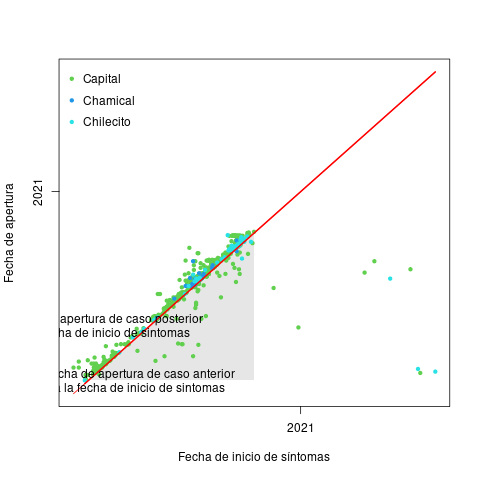 Capital
Chamical
Chilecito
2021
Fecha de apertura
apertura de caso posterior
ha de inicio de síntomas
cha de apertura de caso anterior
la fecha de inicio de síntomas
2021
Fecha de inicio de síntomas